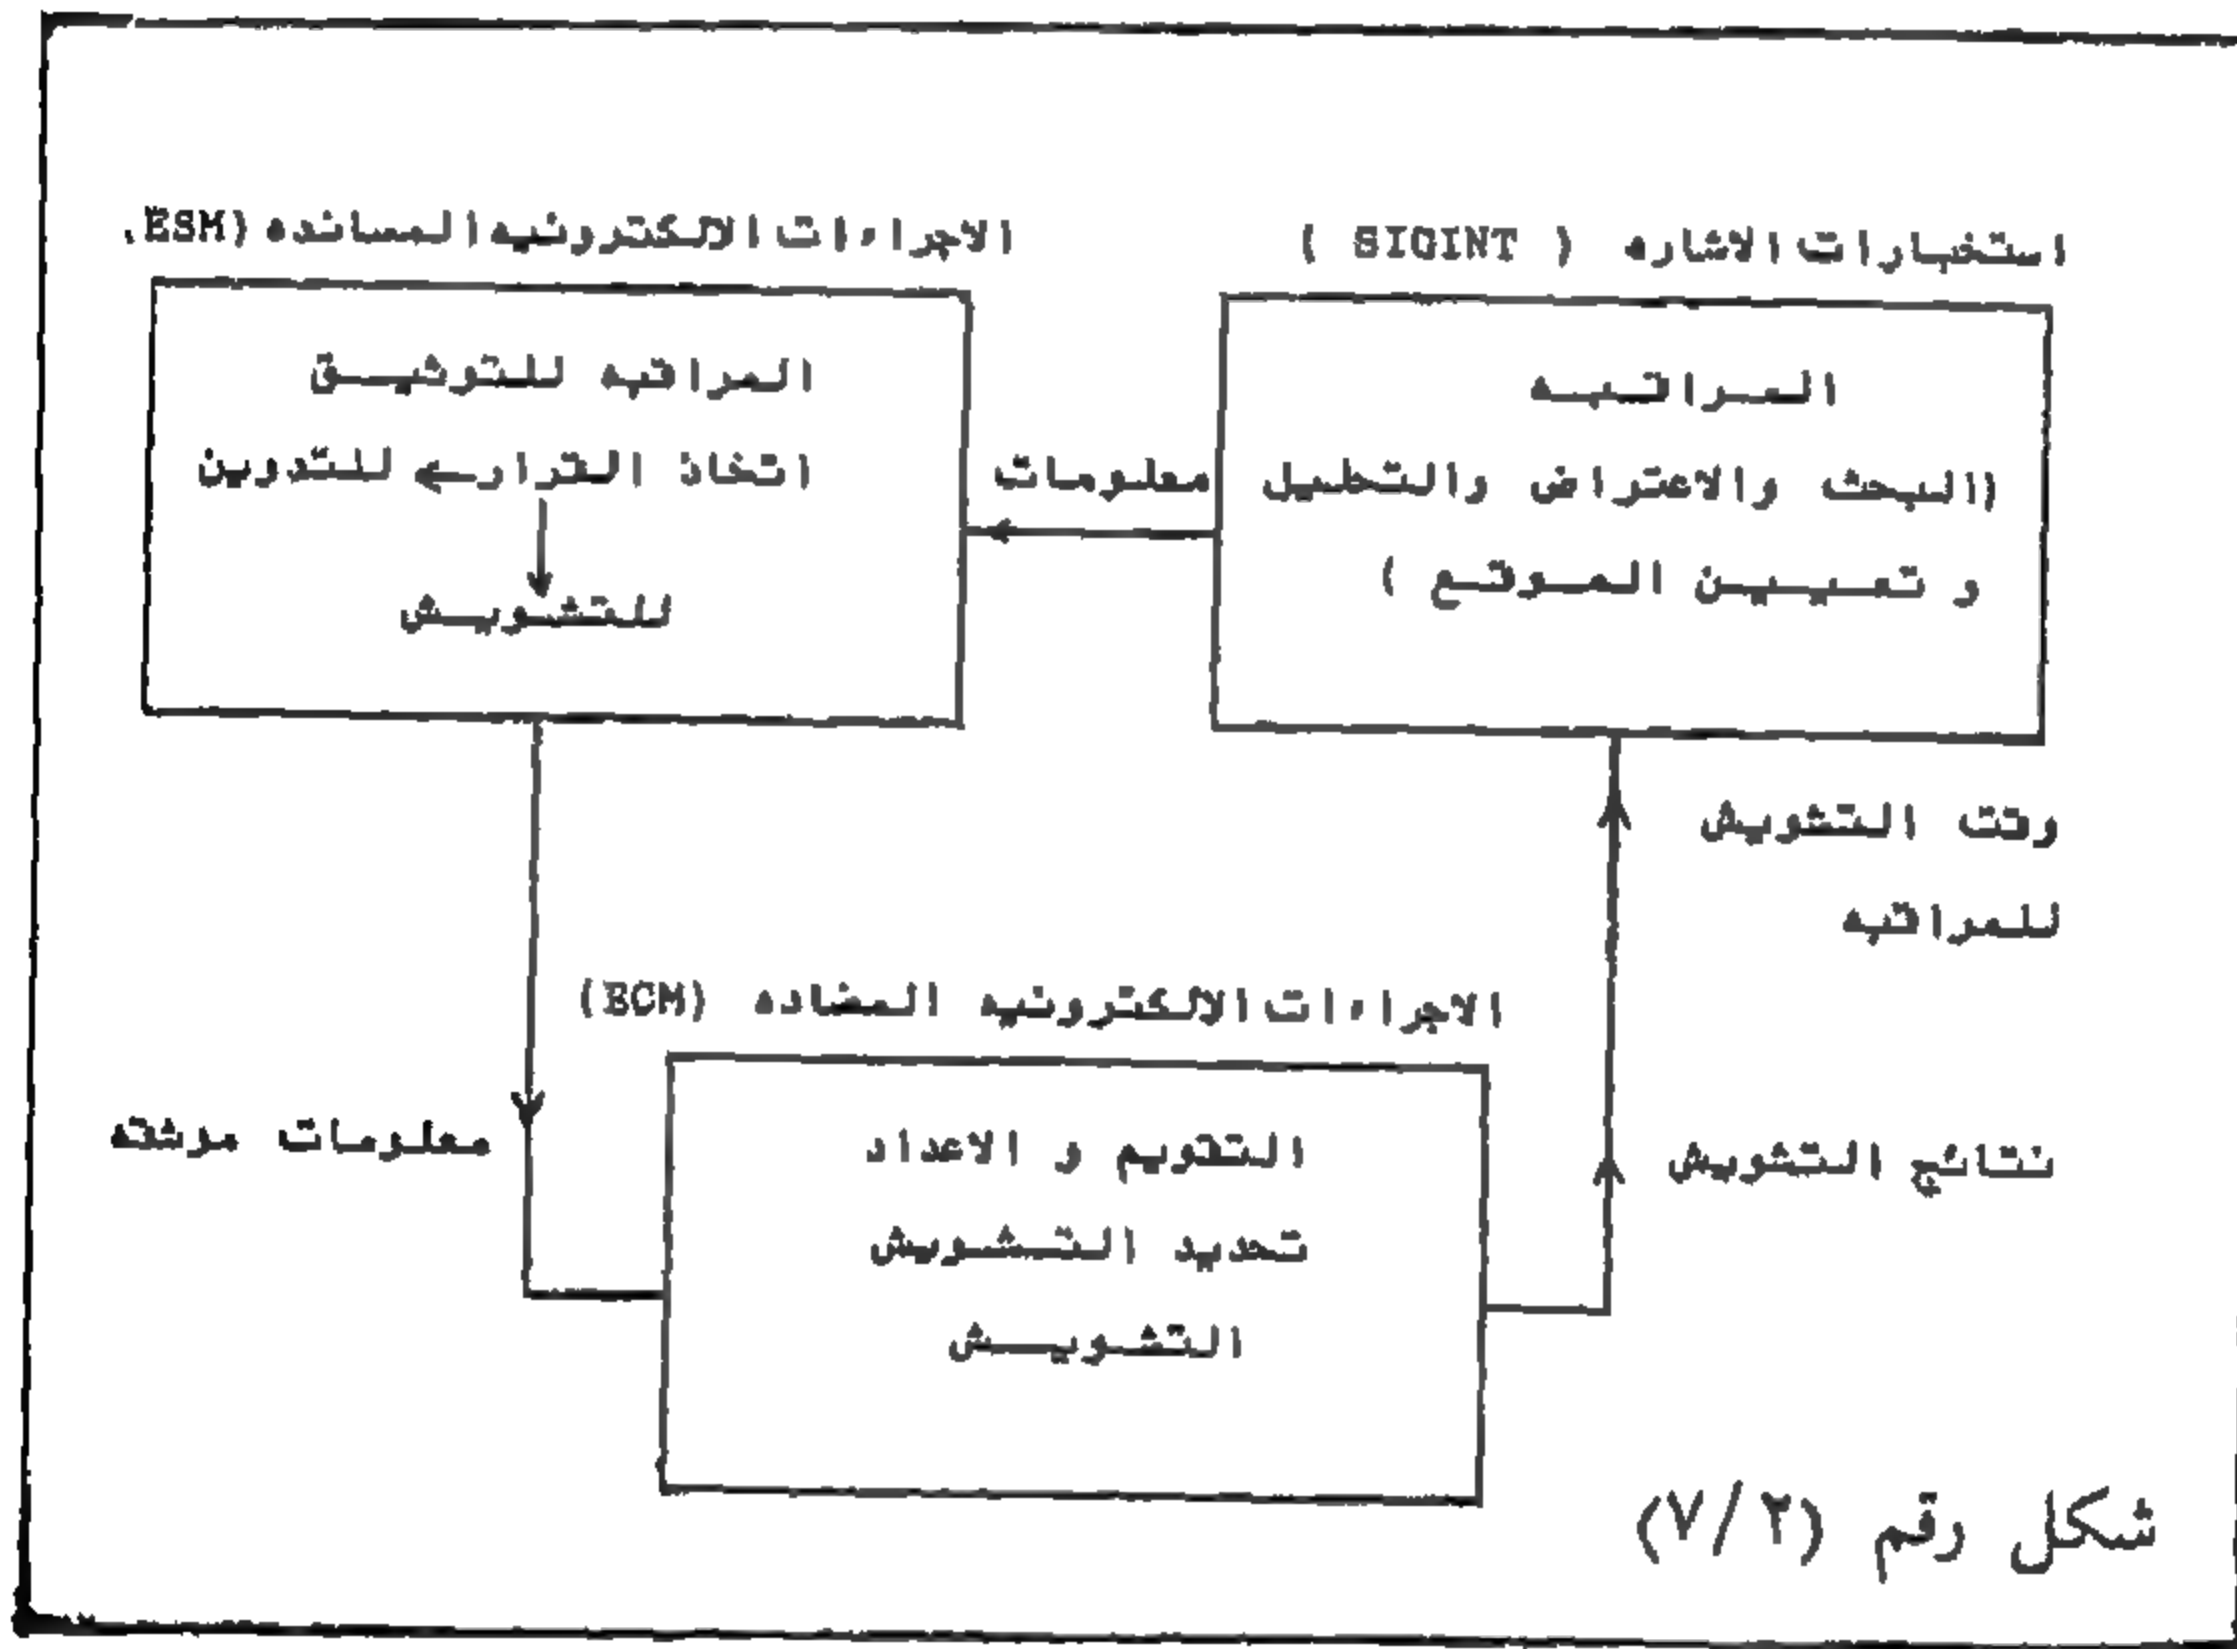 استخبارات الاشاره ( SIGINT )
المراقبه
(البحث والاعتراض والتحليل
و تعيين الموقع )
معلومات
الاجراءات الالكترونيه المسانده (ESM
المراقبه للتوثيق
اتخاذ القرار ← للتدوين
للتشويش
وقت التشويش
للمراقبه
نتائج التشويش
معلومات موثقه
الاجراءات الالكترونيه المضاده (ECM)
التقويم و الاعداد
تحديد التشويش
التشويش
شكل رقم (٧/٢)